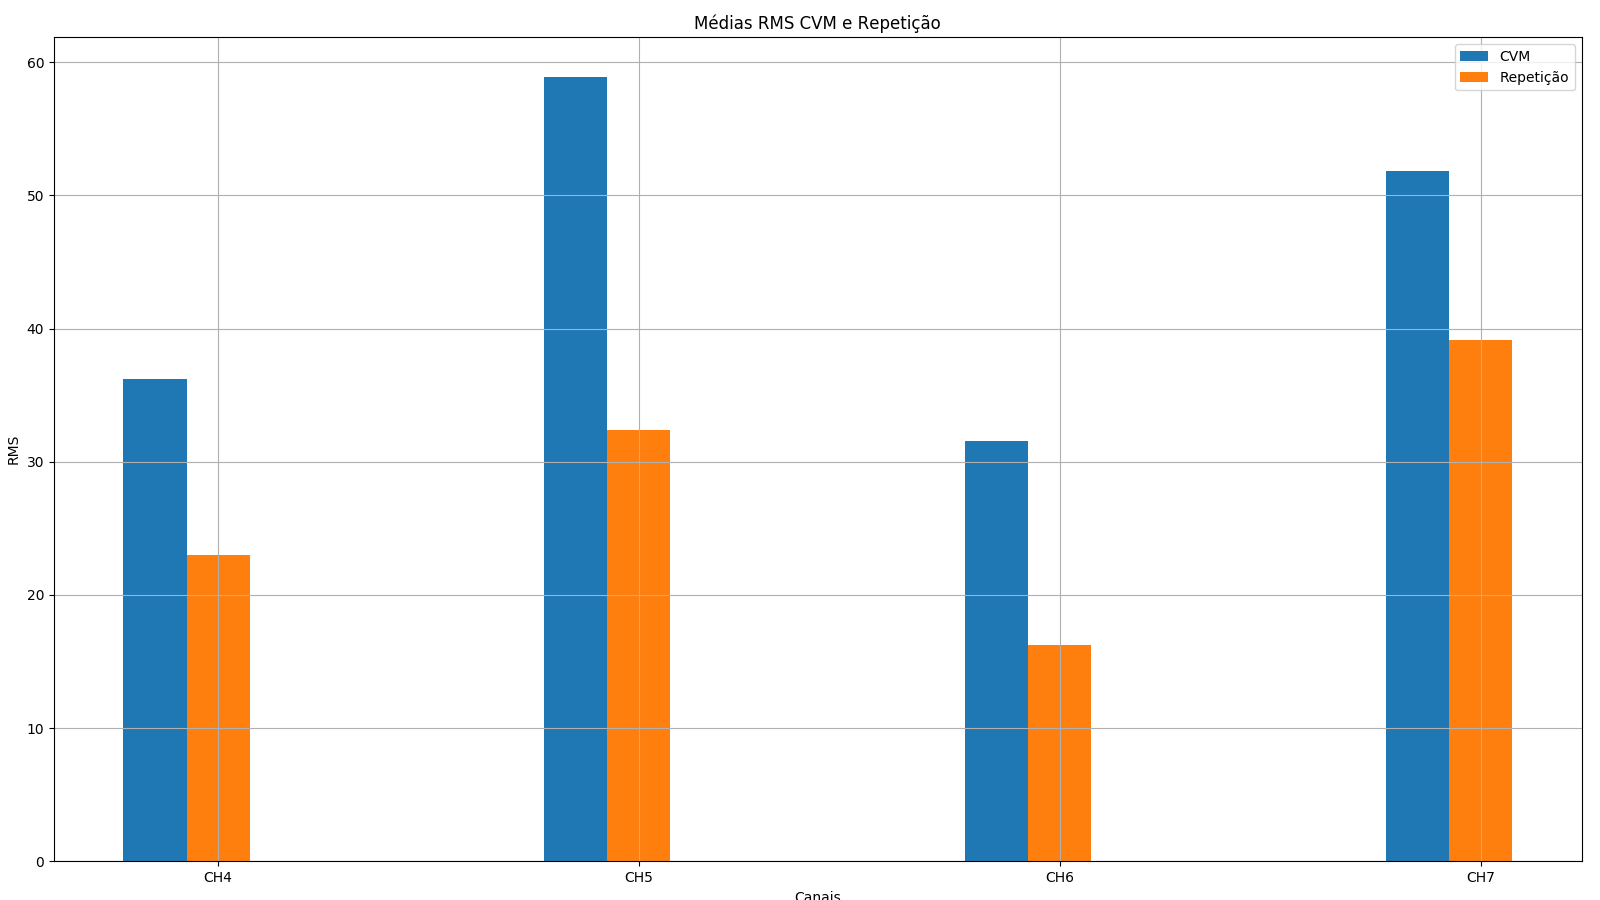 Médias RMS CVM e Repetição
CVM
Repetição
60
50
40
30
20
10
0
RMS
CH4 CH5 CH6 CH7
Canais